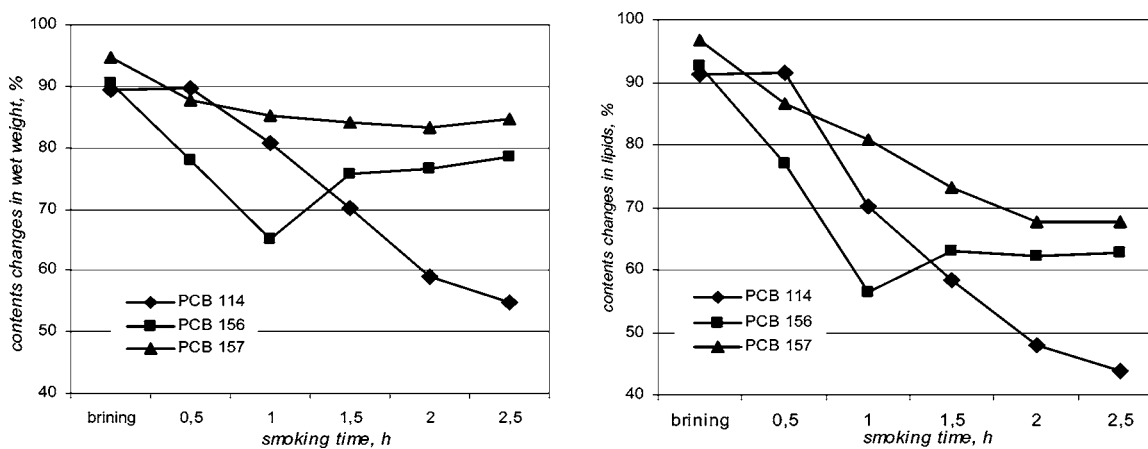 contents changes in wet weight, %
100
90
80
70
60
50
40
PCB 114
PCB 156
PCB 157
brining 0,5 1 1,5 2 2,5
smoking time, h
contents changes in lipids, %
100
90
80
70
60
50
40
PCB 114
PCB 156
PCB 157
brining 0,5 1 1,5 2 2,5
smoking time, h